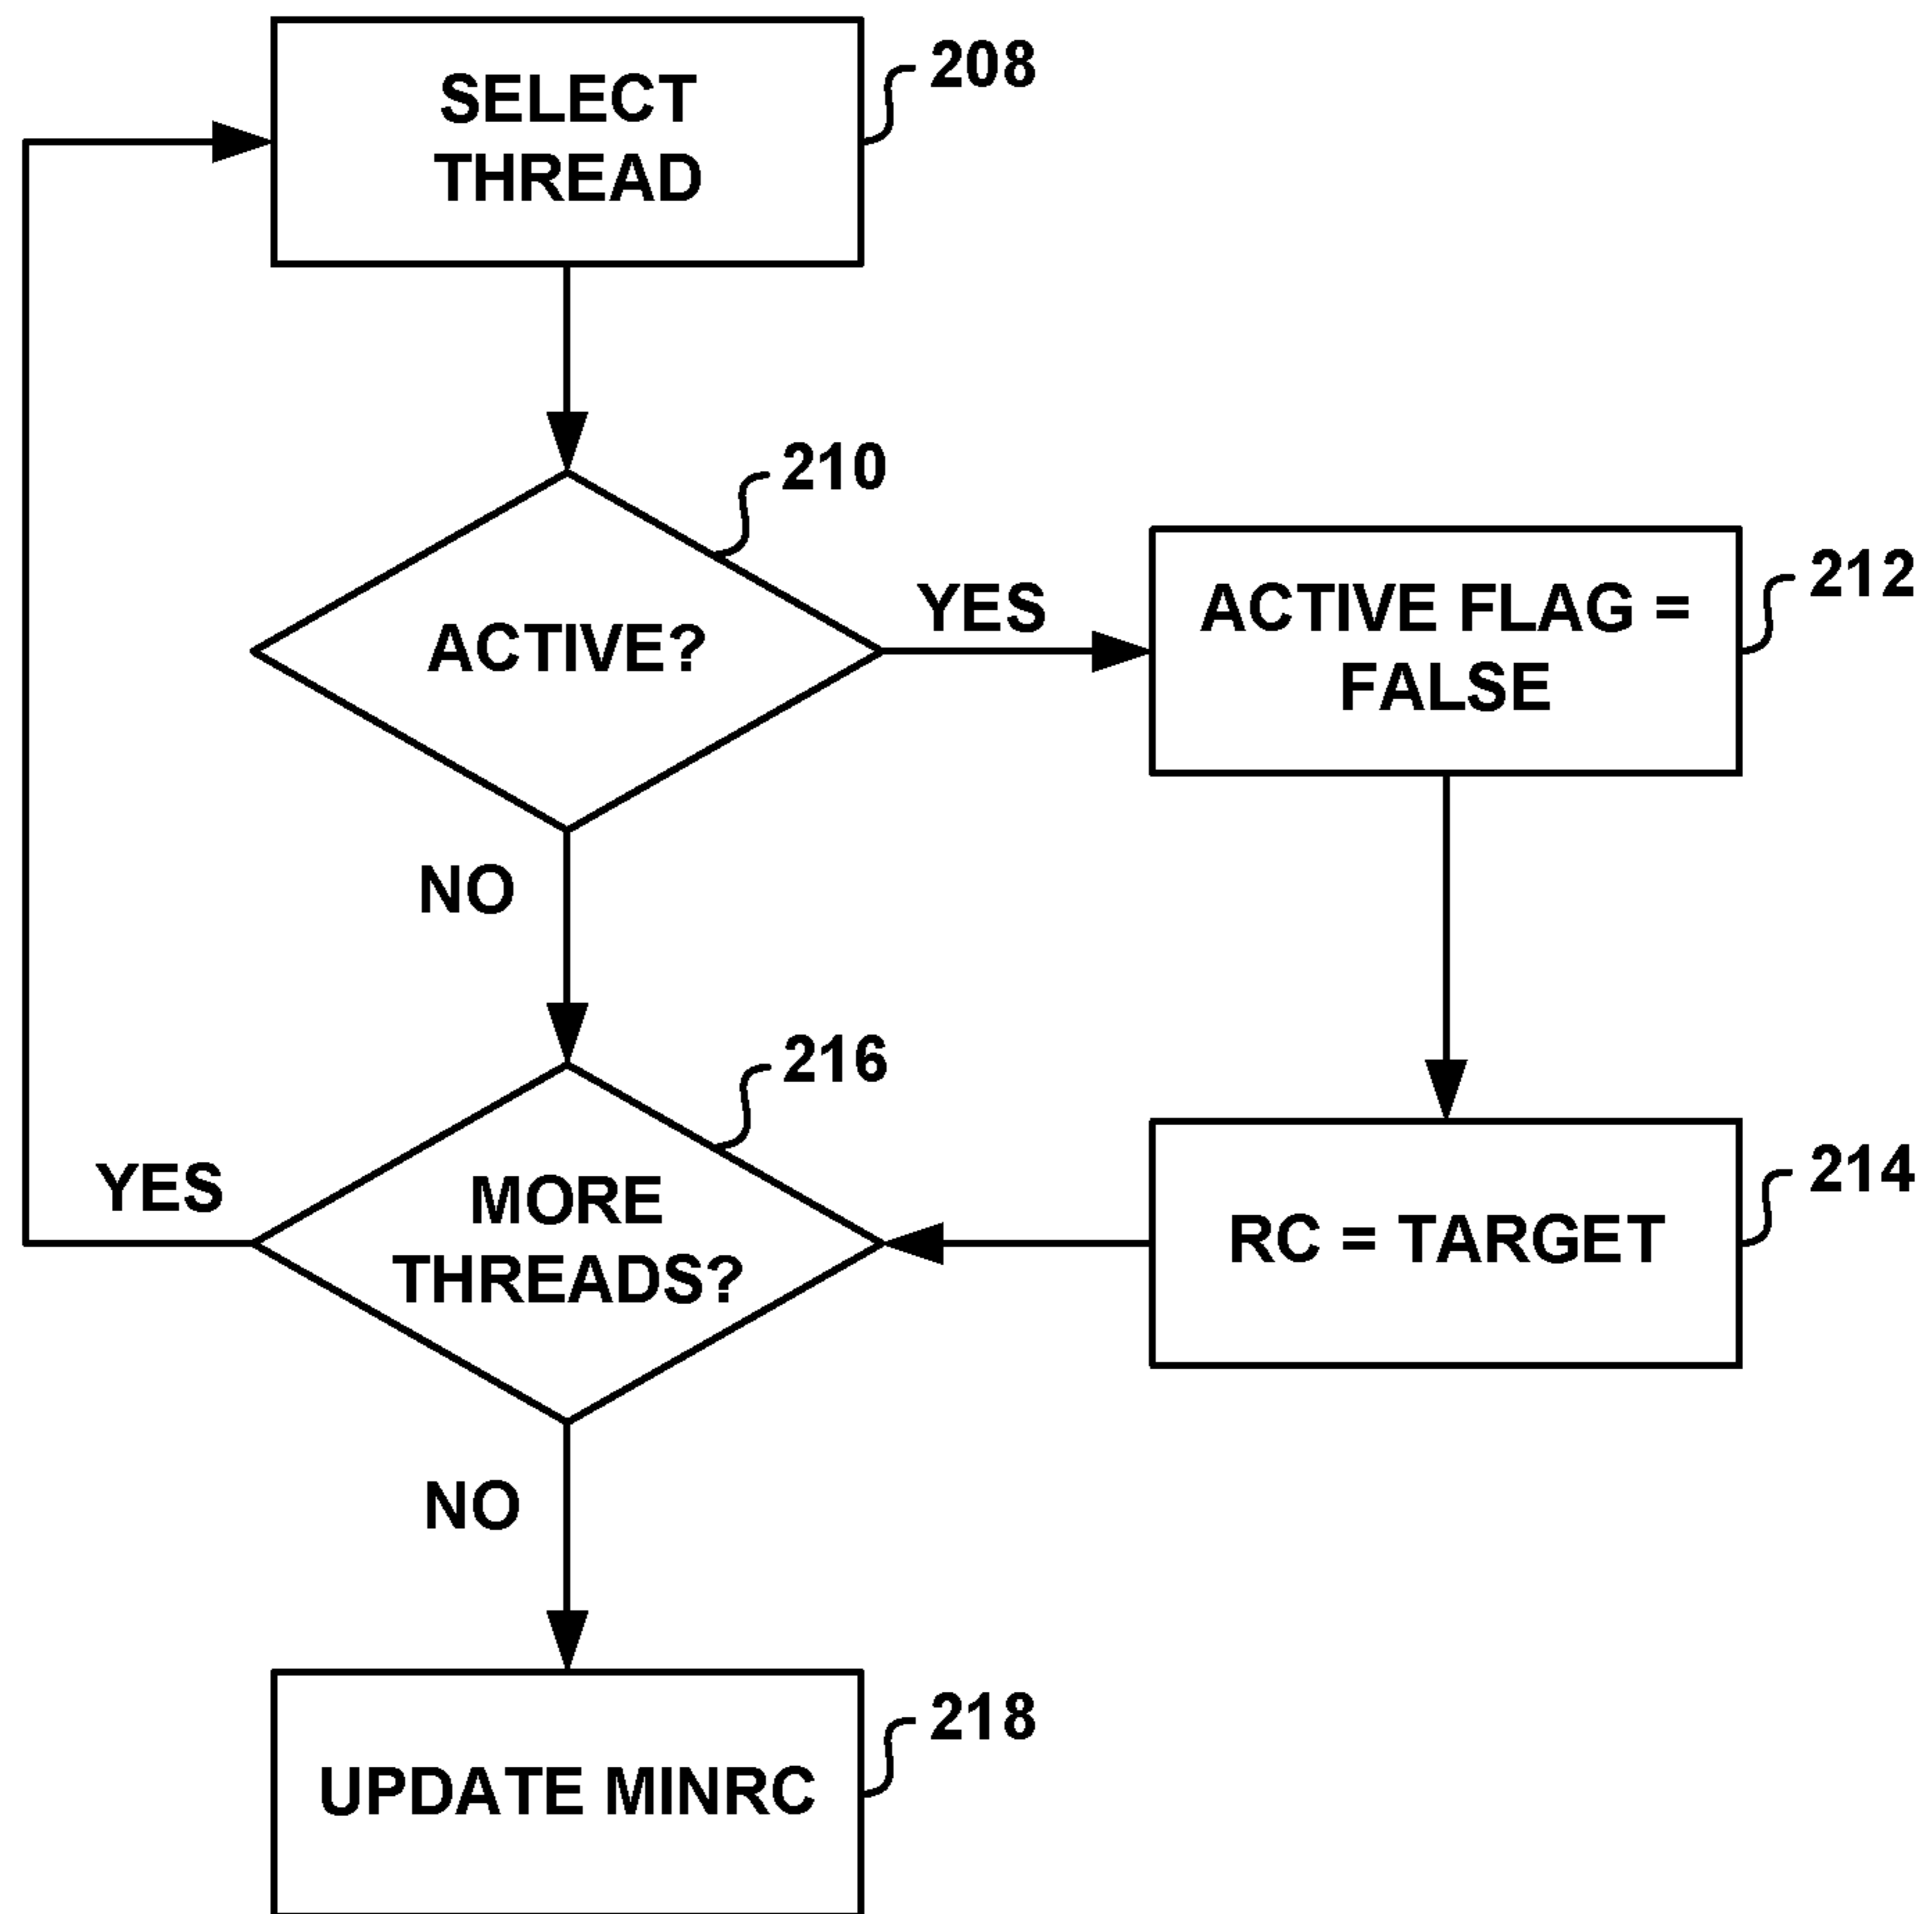 SELECT
THREAD
208
ACTIVE?
210
YES
ACTIVE FLAG =
FALSE
212
NO
MORE
THREADS?
216
YES
RC = TARGET
214
NO
UPDATE MINRC
218